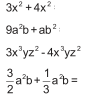 3x² + 4x² :
9a²b + ab² :
3x³yz² - 4x³yz²
3/2 a²b + 1/3 a²b =